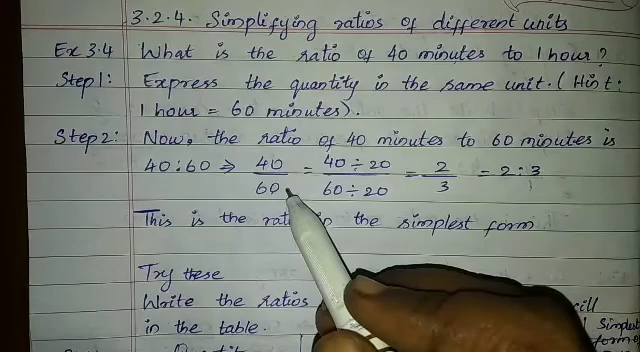 3.2.4. Simplifying ratios of different units
Ex 3.4 What is the ratio of 40 minutes to 1 hour?
Step 1: Express the quantity in the same unit. (Hint:
1 hour = 60 minutes).
Step 2: Now, the ratio of 40 minutes to 60 minutes is
40:60 ⇒ 40/60 = 40÷20/60÷20 = 2/3 = 2:3
This is the in the simplest form
Try these
Write the ratios
in the table. Simplest
form